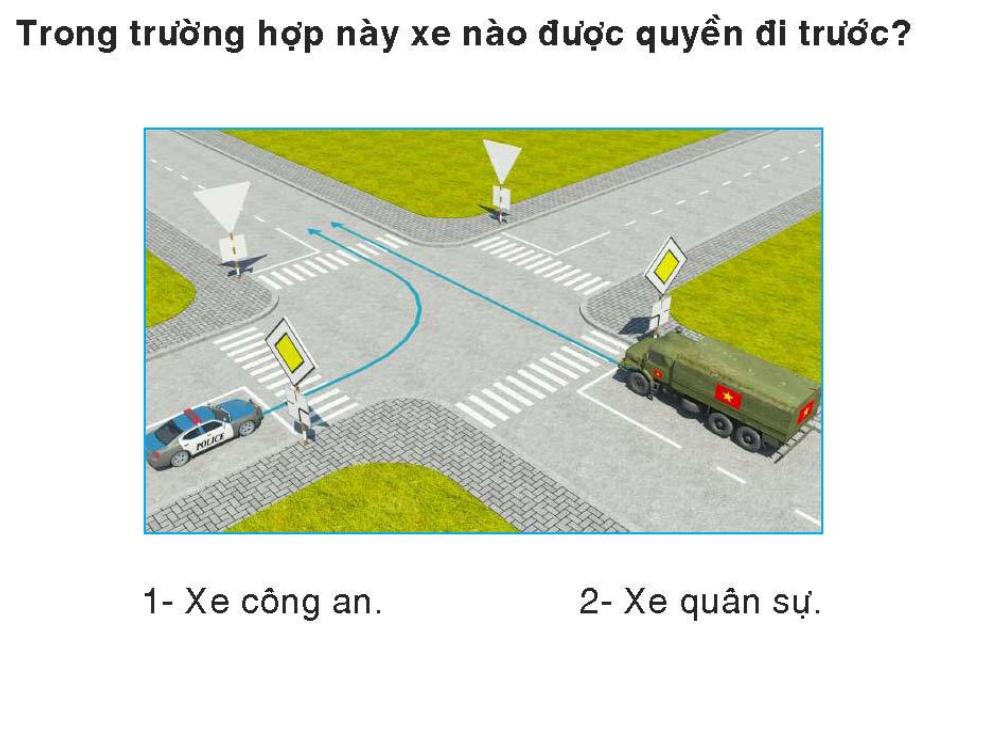 Trong trường hợp này xe nào được quyền đi trước?
POLICE
1- Xe công an.
2- Xe quân sự.